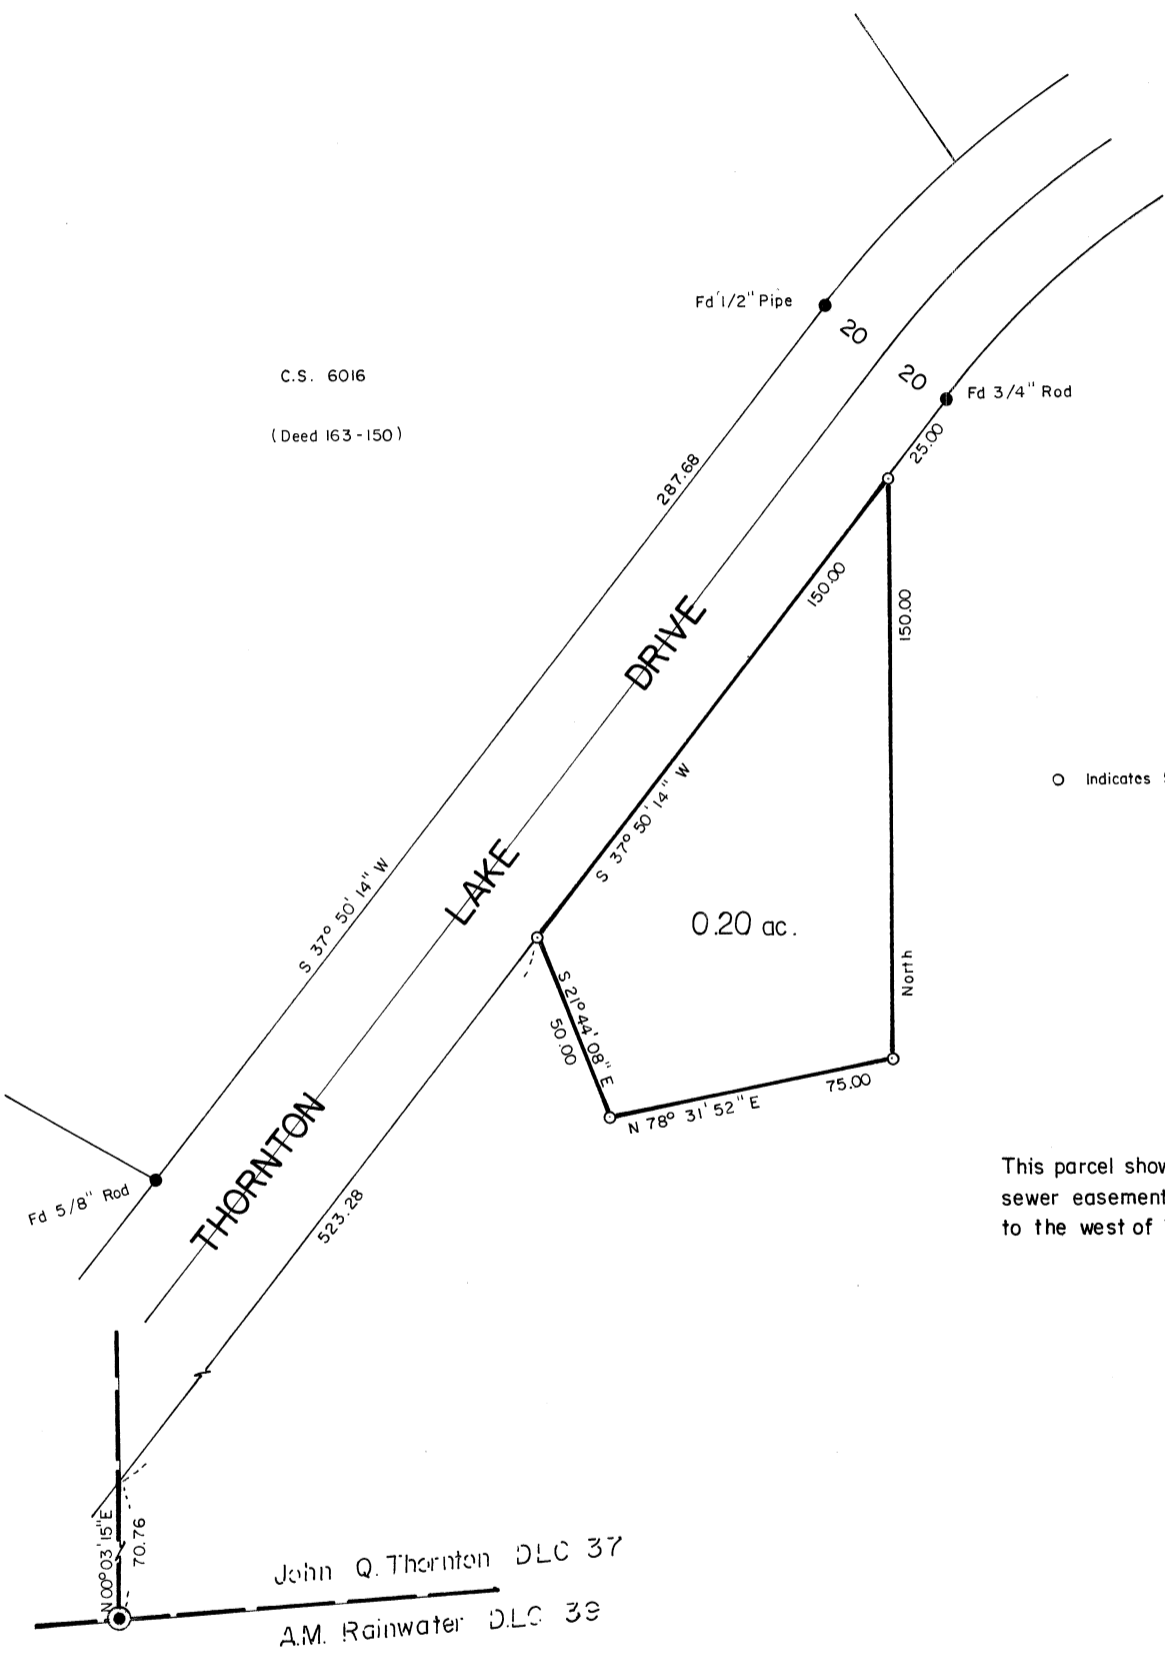 Fd 1/2" Pipe
20
20
Fd 3/4" Rod
C.S. 6016
(Deed 163-150)
25.00
287.68
150.00
150.00
DRIVE
S 37° 50' 14" W
Indicates
LAKE
S 37° 50' 14" W
0.20 ac.
North
S 21° 44' 08" E
50.00
75.00
N 78° 31' 52" E
THORNTON
This parcel
sewer easement
to the west of
Fd 5/8" Rod
523.28
N 00° 03' 15" E
70.76
John Q. Thornton DLC 37
A.M. Rainwater D.L.C 39